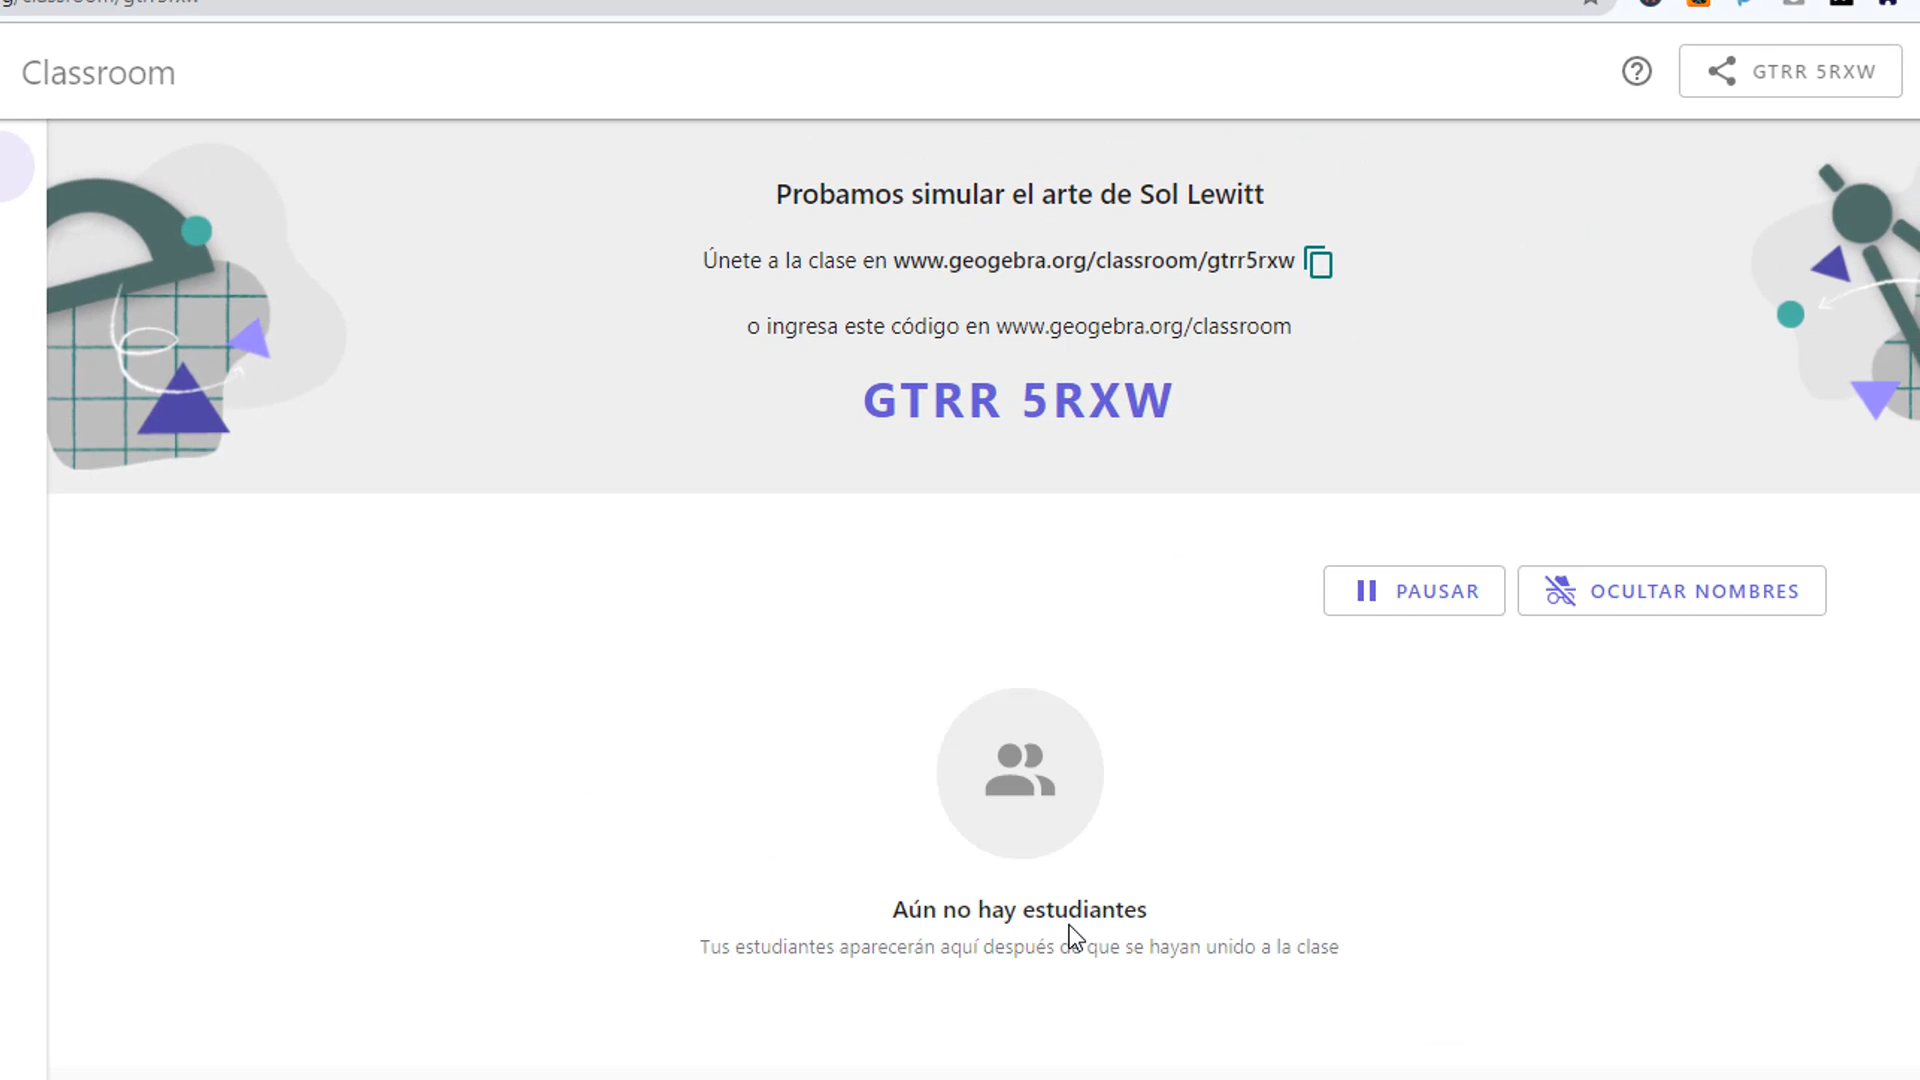 Classroom
GTRR 5RXW
Probamos simular el arte de Sol Lewitt
Únete a la clase en www.geogebra.org/classroom/gtrr5rxw
o ingresa este código en www.geogebra.org/classroom
GTRR 5RXW
PAUSAR
OCULTAR NOMBRES
Aún no hay estudiantes
Tus estudiantes aparecerán aquí después de que se hayan unido a la clase